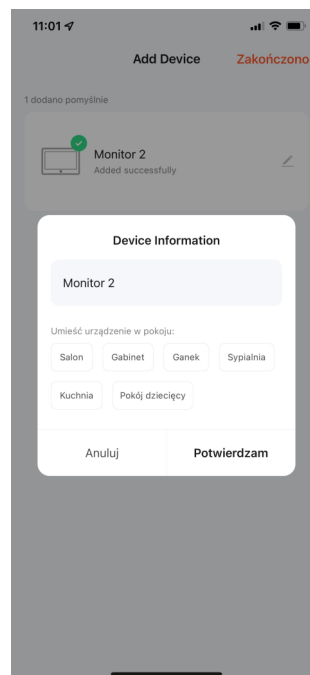 11:01
Add Device
Zakończono
1 dodano pomyślnie
Monitor 2
Added successfully
Device Information
Monitor 2
Umieść urządzenie w pokoju:
Salon Gabinet Ganek Sypialnia
Kuchnia Pokój dziecięcy
Anuluj Potwierdzam